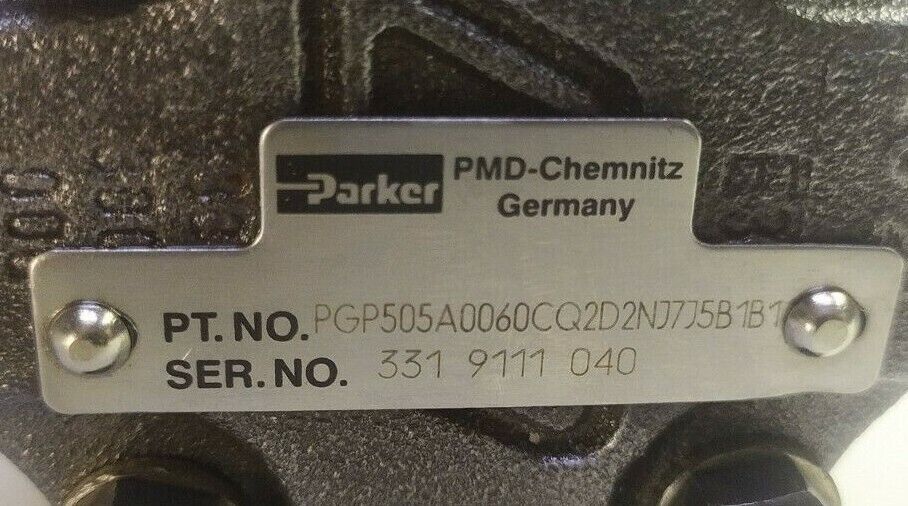 Parker PMD-Chemnitz
Germany
PT. NO. PGP505A0060CQ2D2NJ7J5B1B1
SER. NO. 331 9111 040